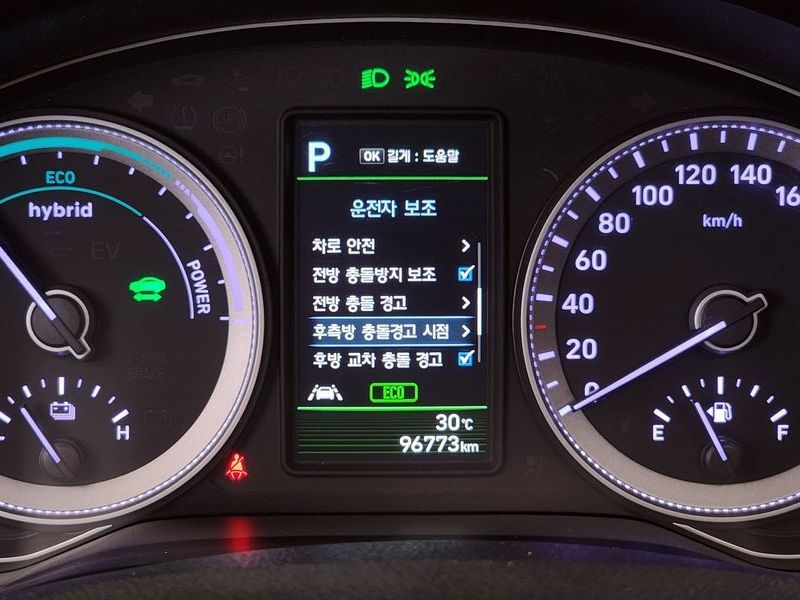 P OK 길게 : 도움말
운전자 보조
차로 안전
전방 충돌방지 보조
전방 충돌 경고
후측방 충돌경고 시점
후방 교차 충돌 경고
ECO
30°C
96773km
ECO
hybrid
EV
POWER
H
0
20
40
60
80
100
120
140
km/h
E F